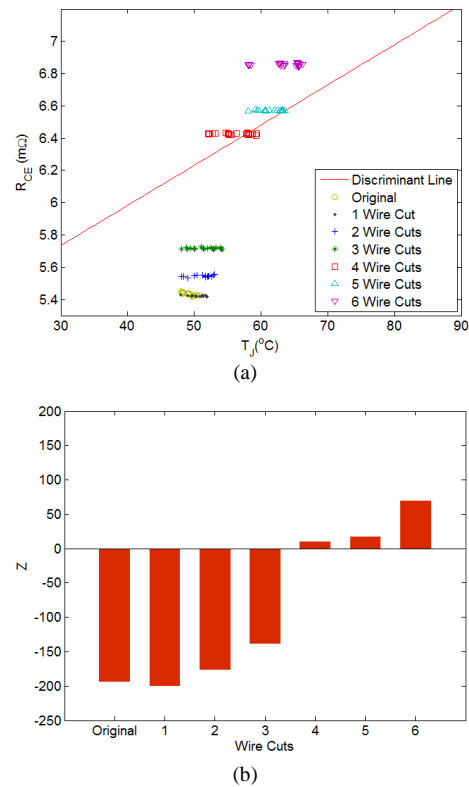 7
6.8
6.6
6.4
6.2
6
5.8
5.6
5.4
R_CE (mΩ)
Discriminant Line
Original
1 Wire Cut
2 Wire Cuts
3 Wire Cuts
4 Wire Cuts
5 Wire Cuts
6 Wire Cuts
30 40 50 60 70 80 90
T_J(°C)
(a)
200
150
100
50
0
-50
-100
-150
-200
-250
Z
Original 1 2 3 4 5 6
Wire Cuts
(b)